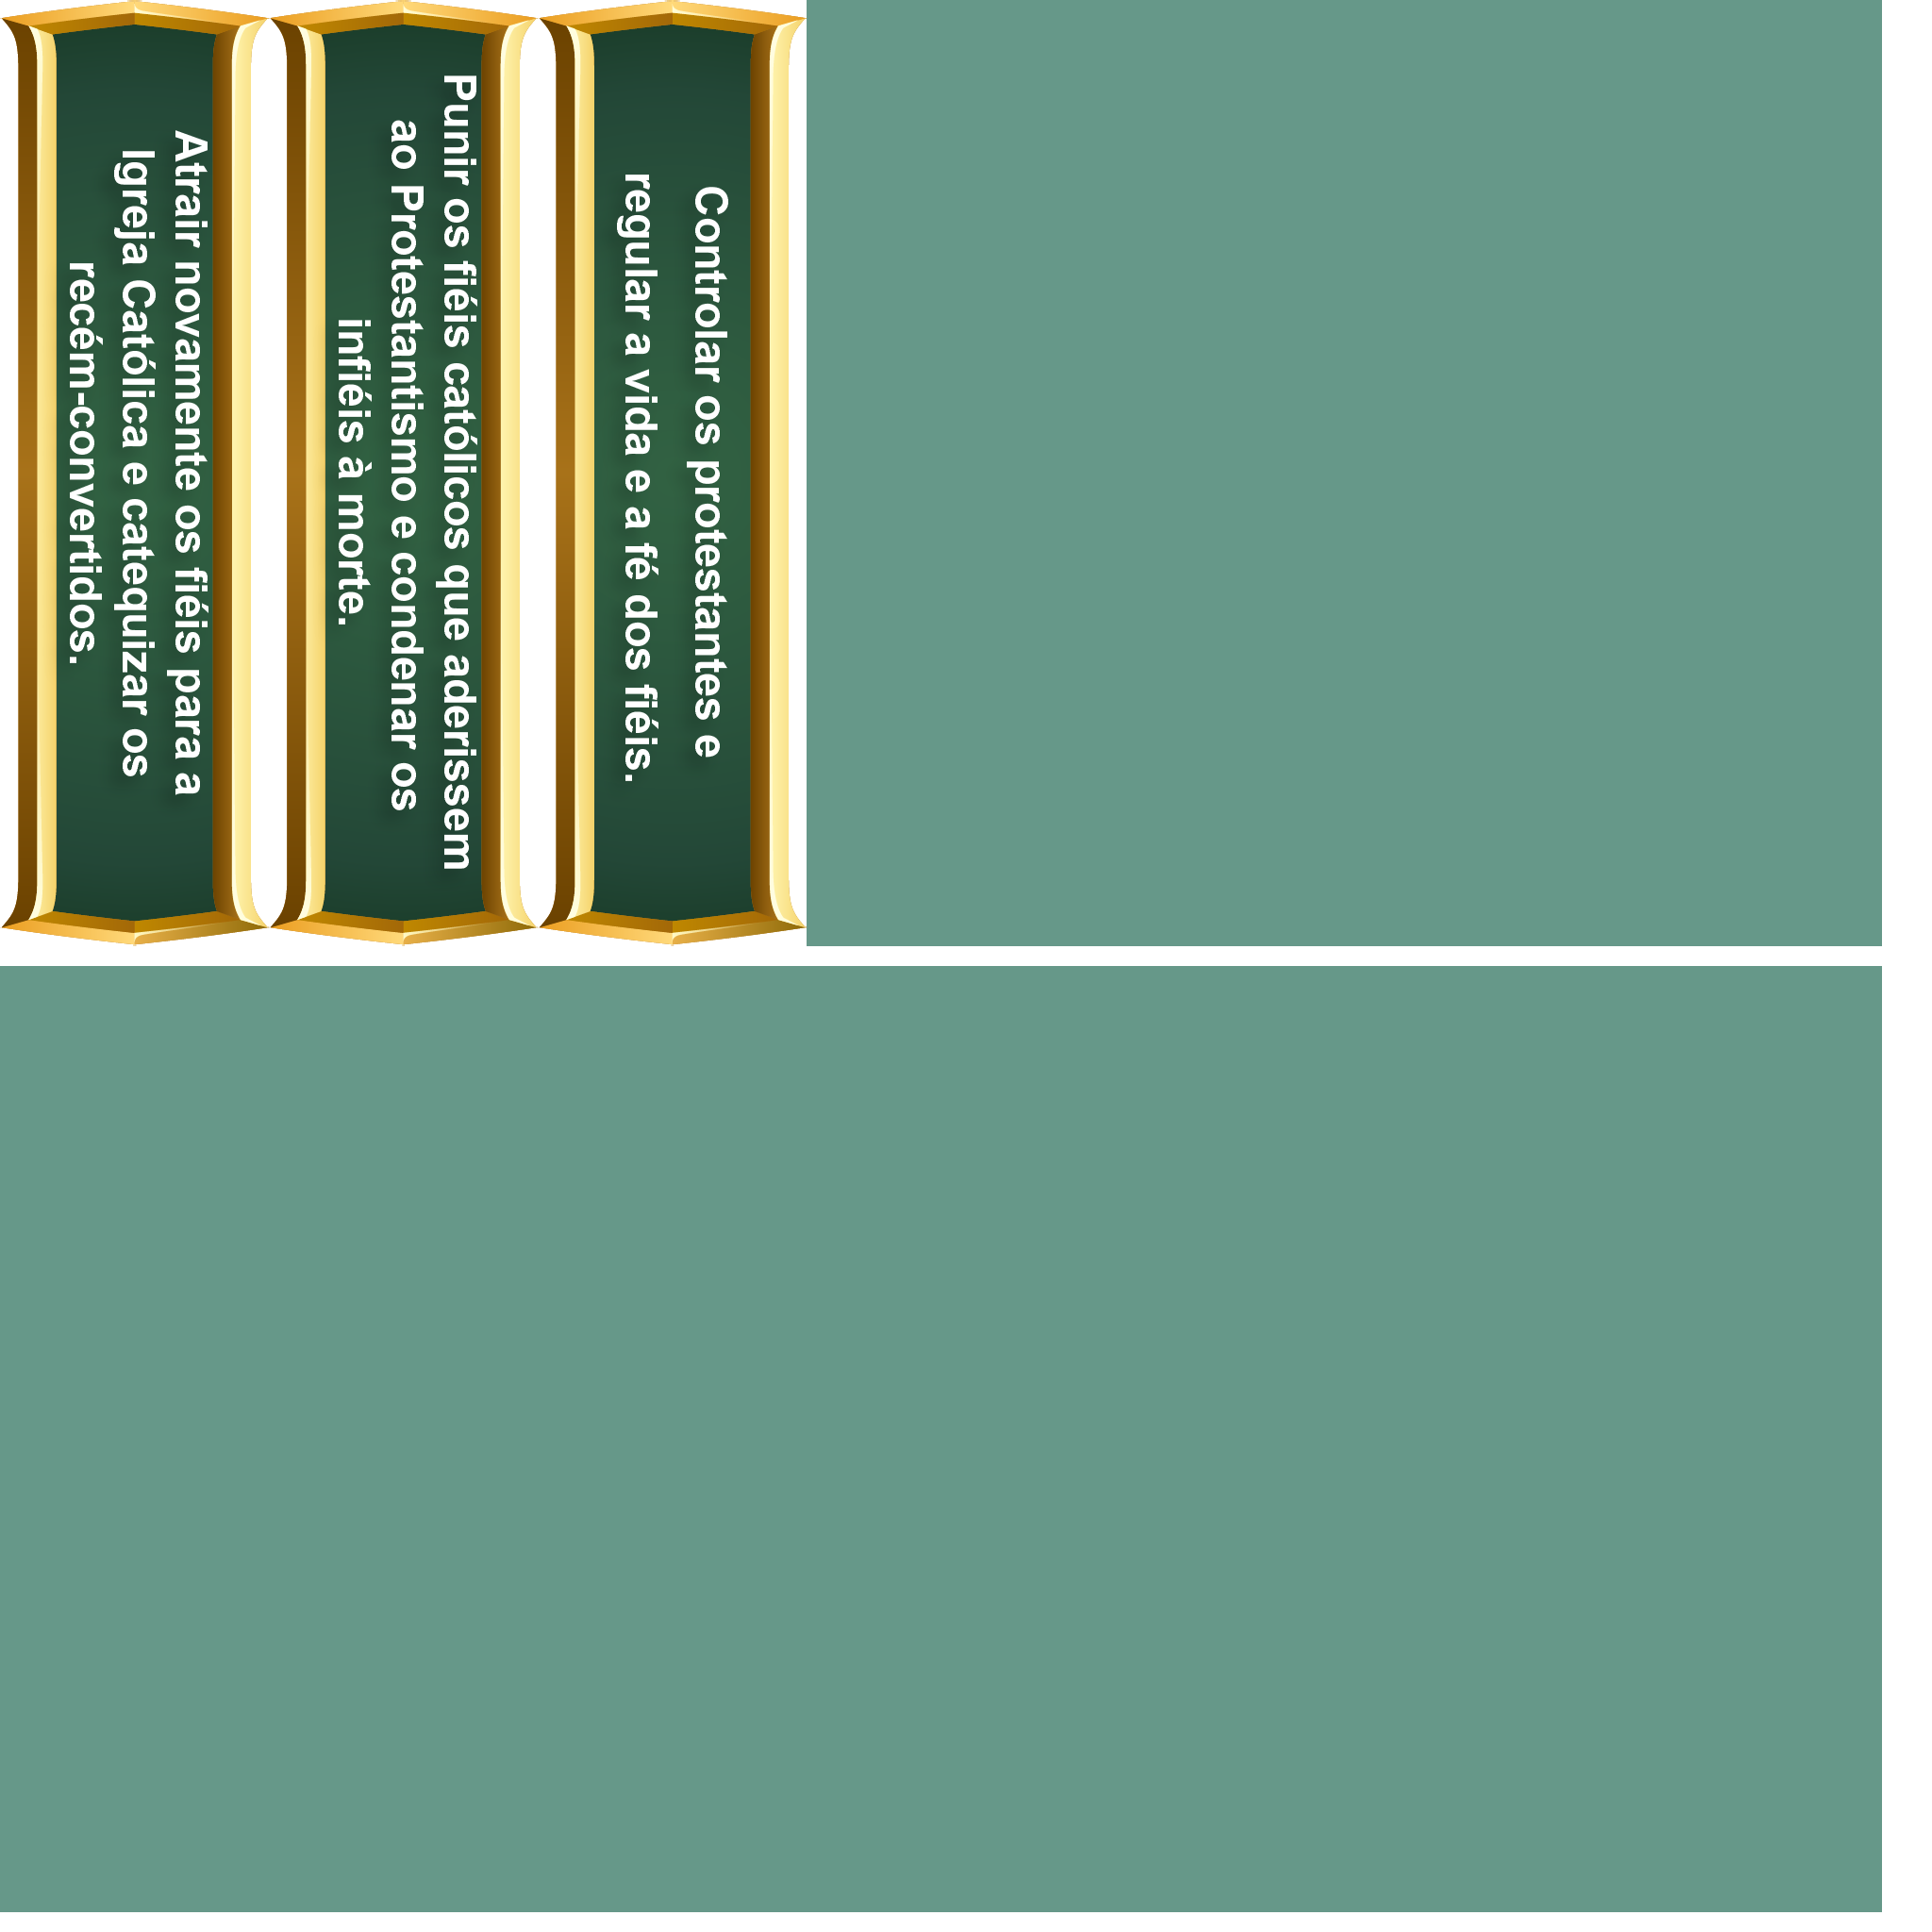 Controlar os protestantes e
regular a vida e a fé dos fiéis.
Punir os fiéis católicos que aderissem
ao Protestantismo e condenar os
infiéis à morte.
Atrair novamente os fiéis para a
Igreja Católica e catequizar os
recém-convertidos.